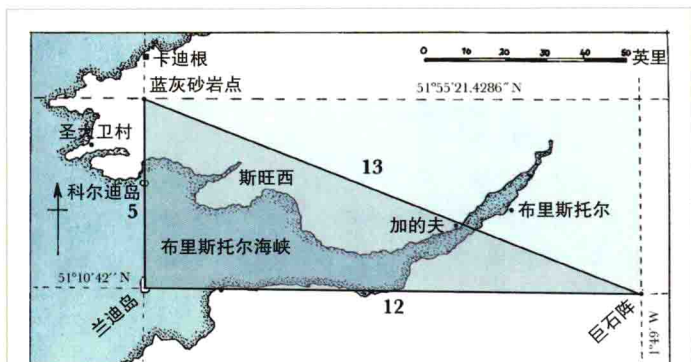 卡迪根
0 10 20 30 40 50 英里
蓝灰砂岩点
51°55'21.4286" N
圣大卫村
13
斯旺西
科尔迪岛
5
布里斯托尔
加的夫
布里斯托尔海峡
51°10'42" N
12
兰迪岛
巨石阵